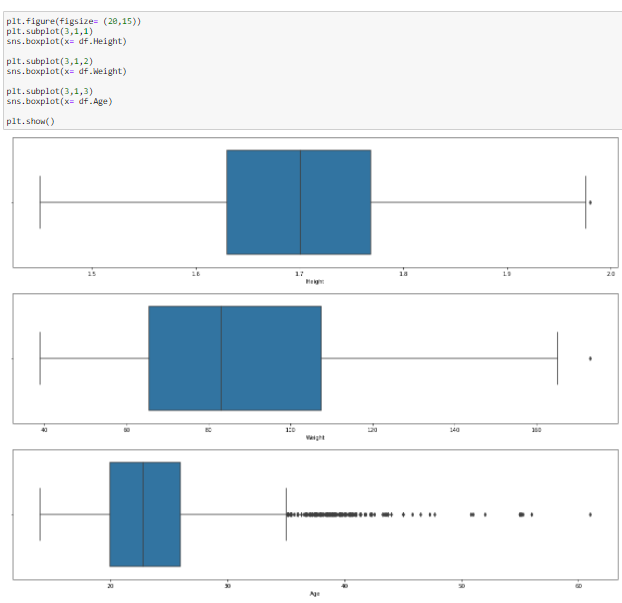 plt.figure(figsize= (20,15))
plt.subplot(3,1,1)
sns.boxplot(x= df.Height)
plt.subplot(3,1,2)
sns.boxplot(x= df.Weight)
plt.subplot(3,1,3)
sns.boxplot(x= df.Age)
plt.show()
1.5 1.6 1.7 1.8 1.9 2.0
Height
40 60 80 100 120 140 160
Weight
20 30 40 50 60
Age